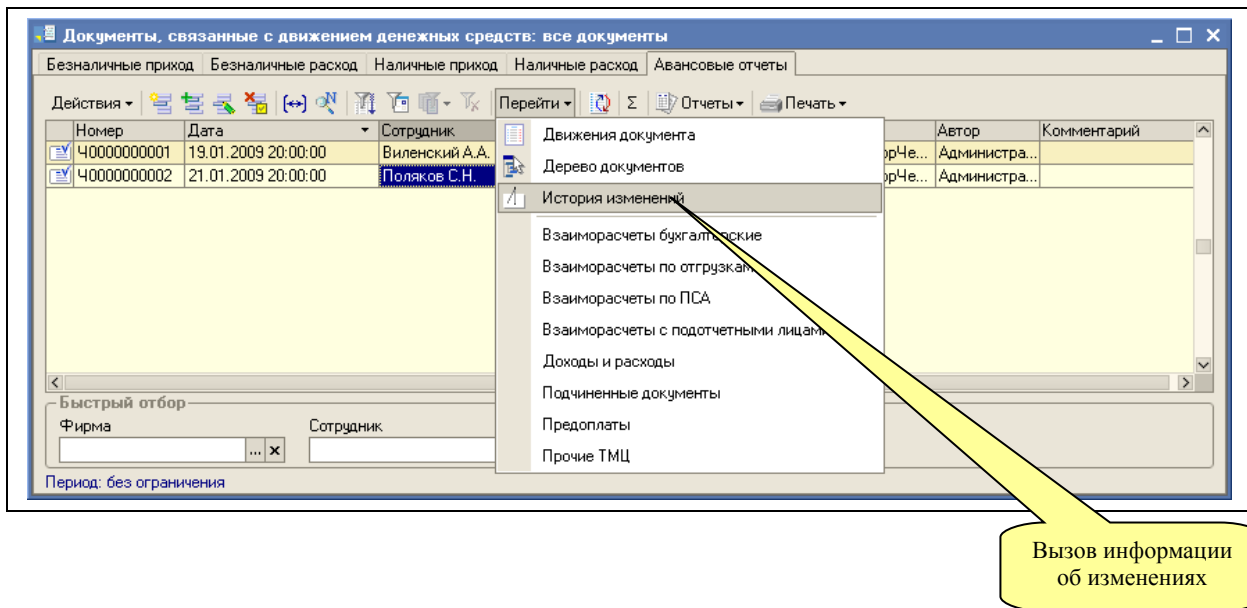 Документы, связанные с движением денежных средств: все документы
Безналичные приход Безналичные расход Наличные приход Наличные расход Авансовые отчеты
Действия Перейти Σ Отчеты Печать
Номер Дата Сотрудник Автор Комментарий
Ч0000000001 19.01.2009 20:00:00 Виленский А.А. орЧе... Администра...
Ч0000000002 21.01.2009 20:00:00 Поляков С.Н. орЧе... Администра...
Движения документа
Дерево документов
История изменений
Взаиморасчеты бухгалтерские
Взаиморасчеты по отгрузкам
Взаиморасчеты по ПСА
Взаиморасчеты с подотчетными лицами
Доходы и расходы
Подчиненные документы
Предоплаты
Прочие ТМЦ
Быстрый отбор
Фирма Сотрудник
... x
Период: без ограничения
Вызов информации
об изменениях